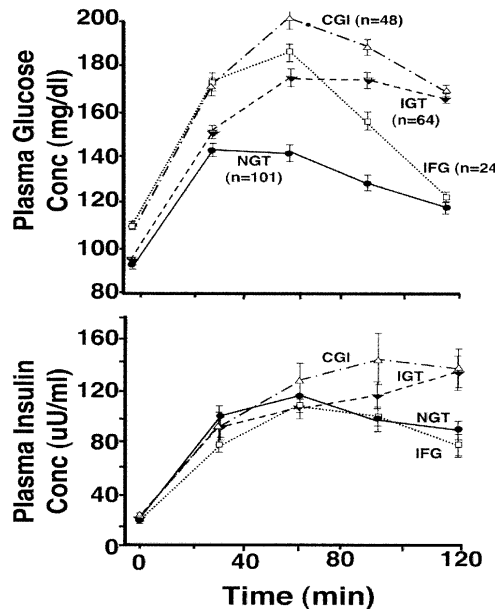 Plasma Glucose
Conc (mg/dl)
200
180
160
140
120
100
80
CGI (n=48)
IGT
(n=64)
NGT
(n=101)
IFG (n=24
Plasma Insulin
Conc (uU/ml)
160
120
80
40
0
CGI
IGT
NGT
IFG
0
40
60
80
120
Time (min)